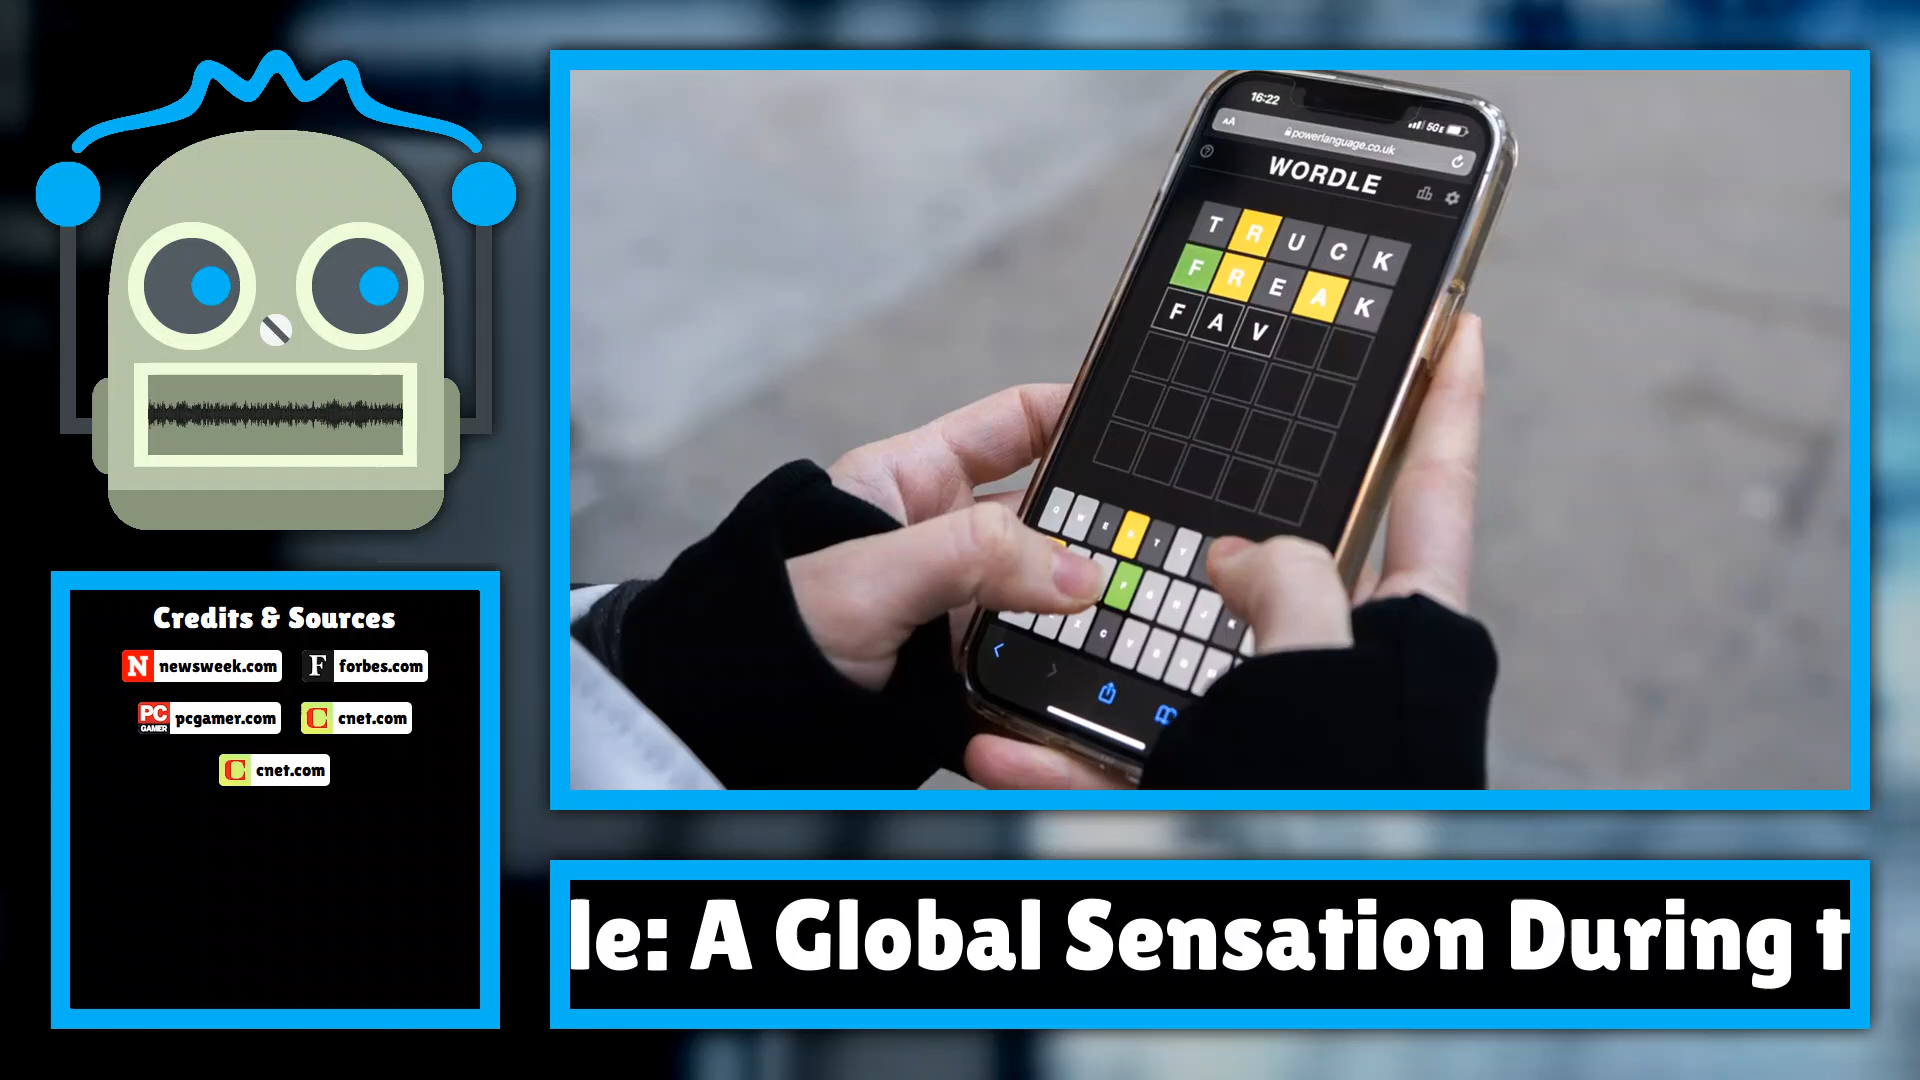 16:22
5GE
AA
powerlanguage.co.uk
?
WORDLE
T R U C K
F R E A K
F A V
Q W E R T Y
F G H J K
Z C V B N M
Credits & Sources
N newsweek.com
F forbes.com
PC GAMER pcgamer.com
C cnet.com
C cnet.com
le: A Global Sensation During t